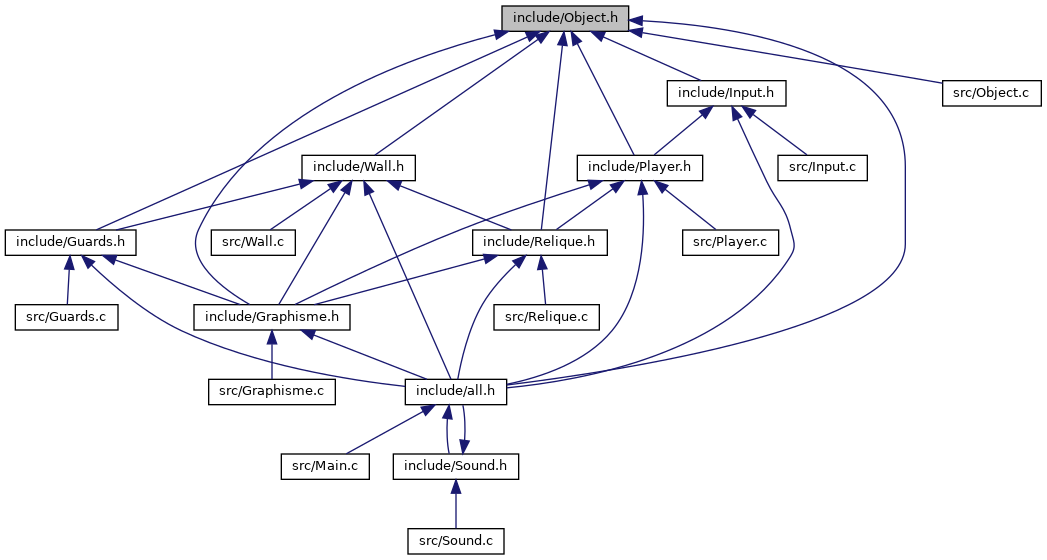 include/Object.h
include/Input.h
src/Object.c
include/Wall.h
include/Player.h
src/Input.c
include/Guards.h
src/Wall.c
include/Relique.h
src/Player.c
src/Guards.c
include/Graphisme.h
src/Relique.c
src/Graphisme.c
include/all.h
src/Main.c
include/Sound.h
src/Sound.c